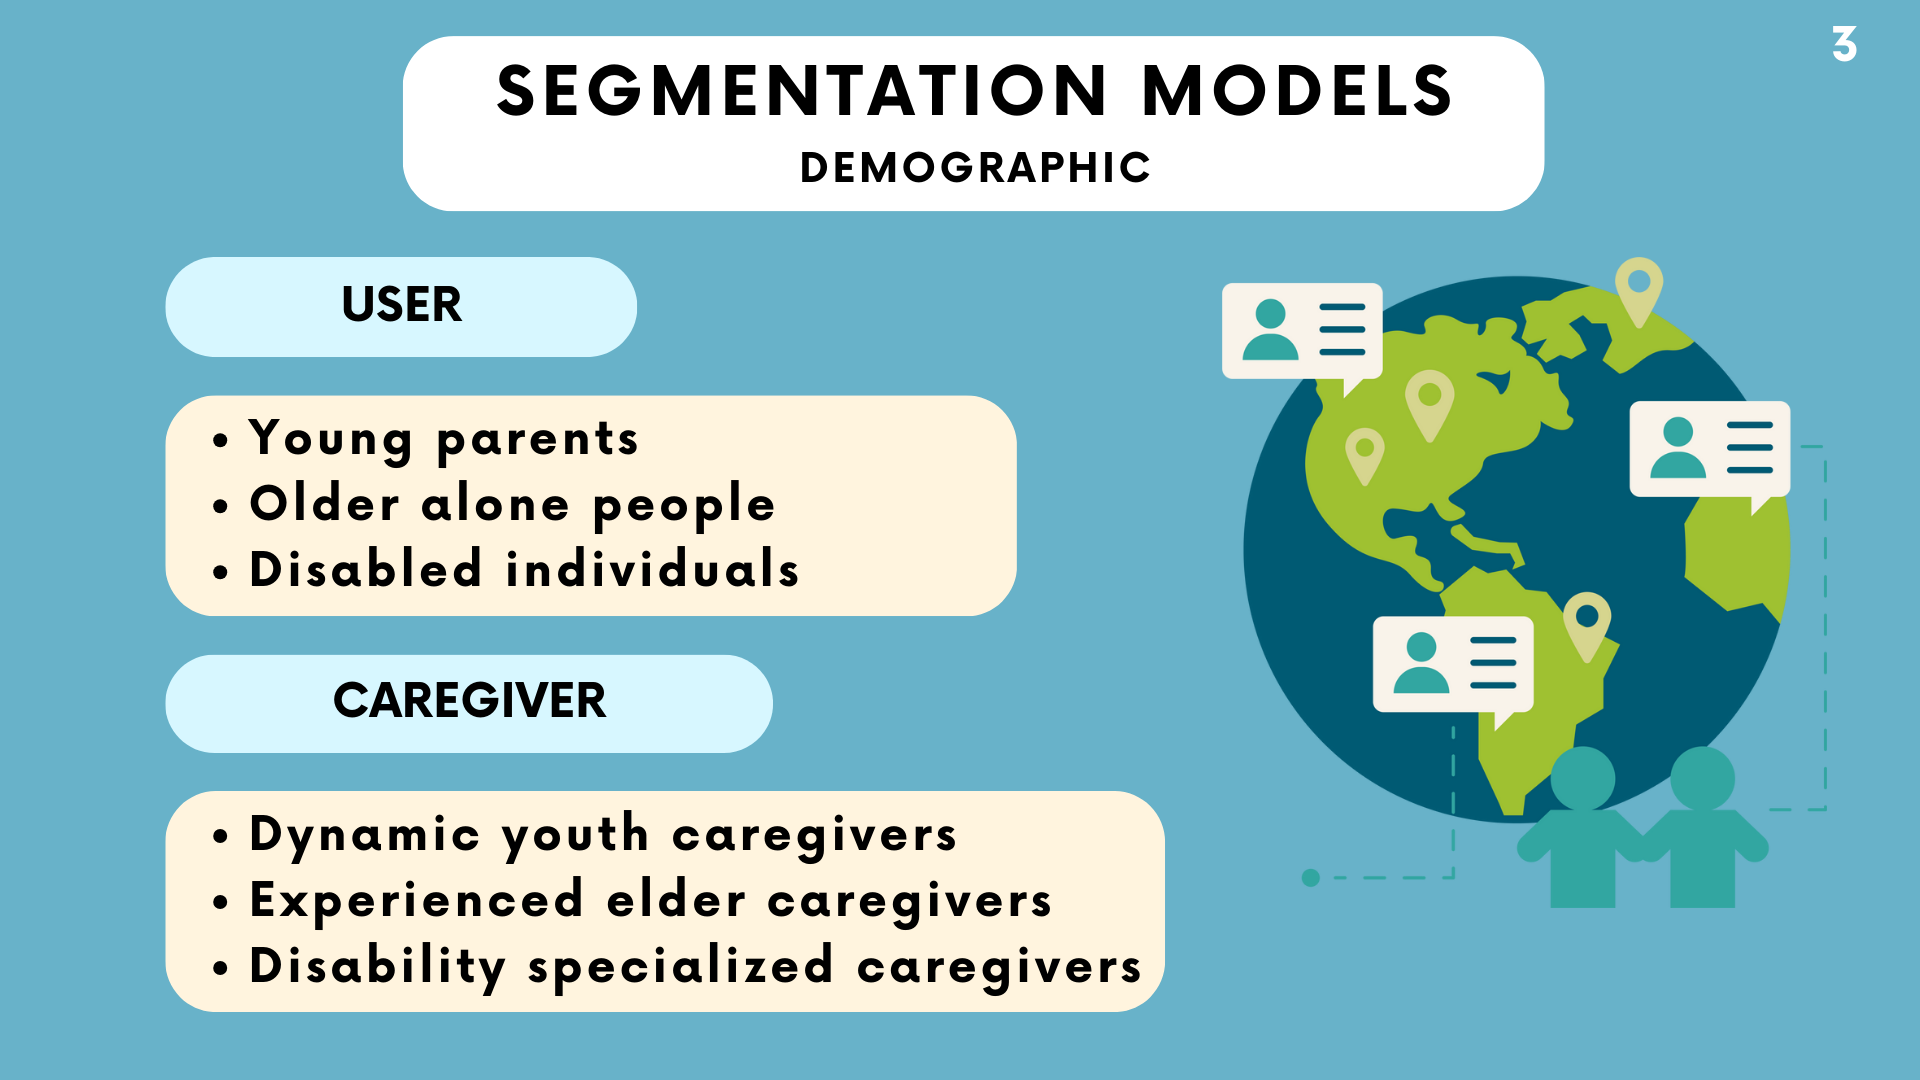 3
SEGMENTATION MODELS
DEMOGRAPHIC
USER
• Young parents
• Older alone people
• Disabled individuals
CAREGIVER
• Dynamic youth caregivers
• Experienced elder caregivers
• Disability specialized caregivers